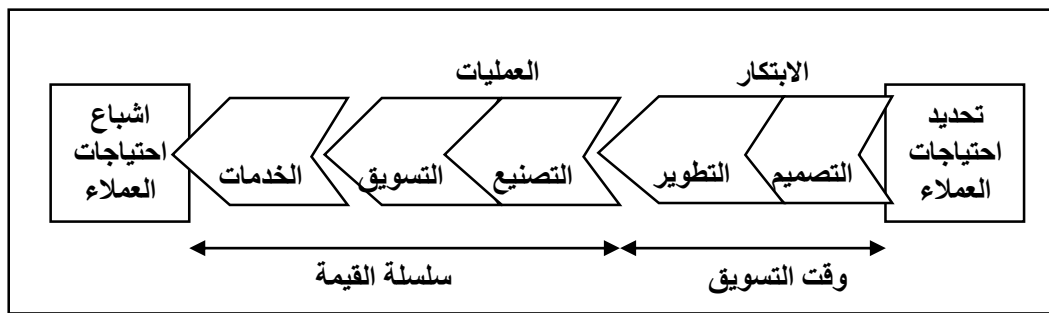 الابتكار
العمليات
تحديد
احتياجات
العملاء
التصميم
التطوير
التصنيع
التسويق
الخدمات
اشباع
احتياجات
العملاء
وقت التسويق
سلسلة القيمة